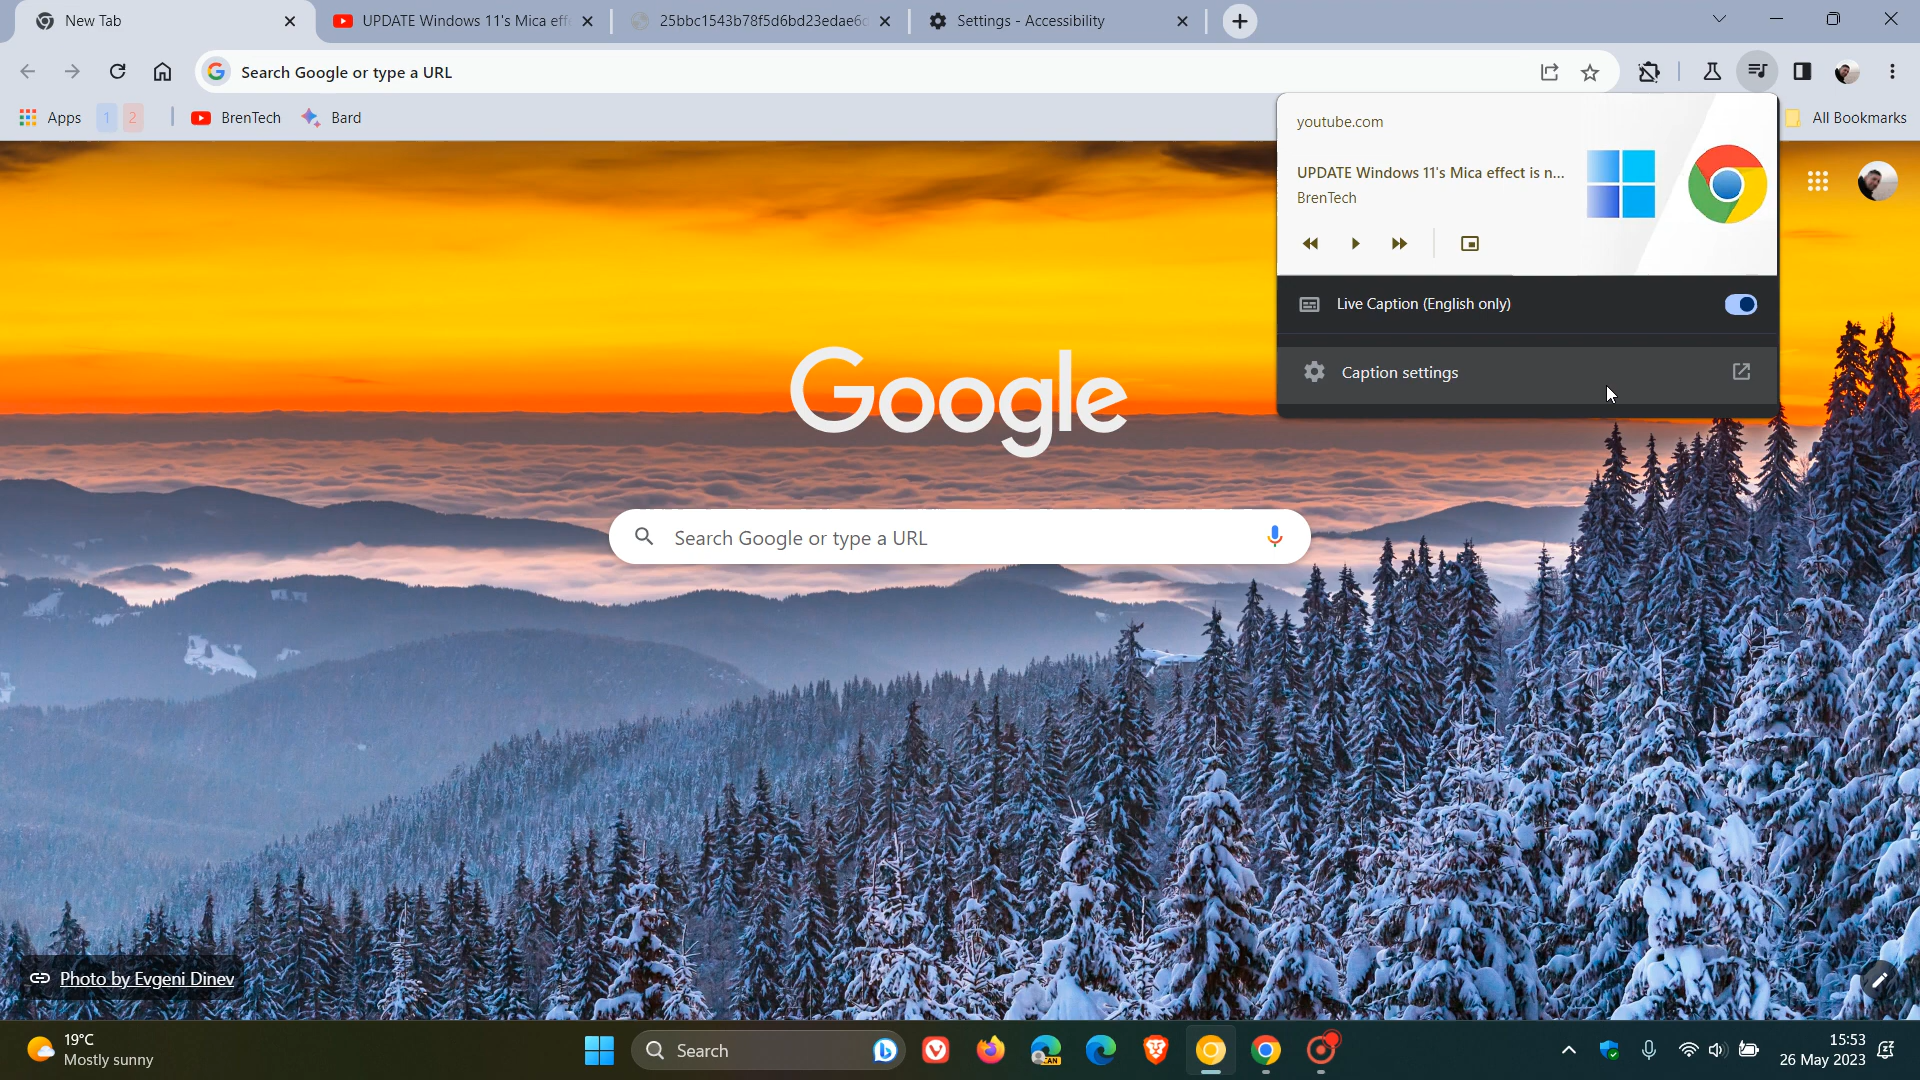 New Tab
UPDATE Windows 11's Mica eff
25bbc1543b78f5d6bd23edae6c
Settings - Accessibility
Search Google or type a URL
Apps
1
2
BrenTech
Bard
All Bookmarks
youtube.com
UPDATE Windows 11's Mica effect is n...
BrenTech
Live Caption (English only)
Caption settings
Google
Search Google or type a URL
Photo by Evgeni Dinev
19°C
Mostly sunny
Search
CAN
15:53
26 May 2023